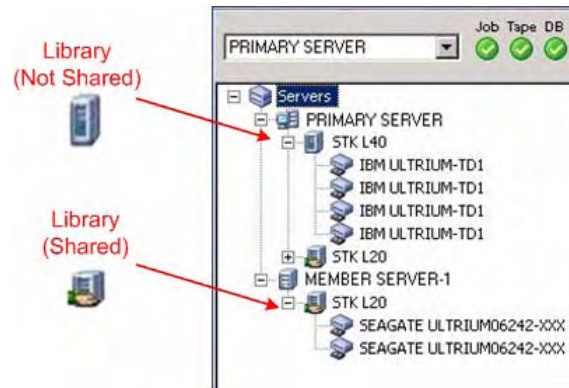 Library
(Not Shared)
Library
(Shared)
PRIMARY SERVER
Job Tape DB
Servers
PRIMARY SERVER
STK L40
IBM ULTRIUM-TD1
IBM ULTRIUM-TD1
IBM ULTRIUM-TD1
IBM ULTRIUM-TD1
STK L20
MEMBER SERVER-1
STK L20
SEAGATE ULTRIUM06242-XXX
SEAGATE ULTRIUM06242-XXX